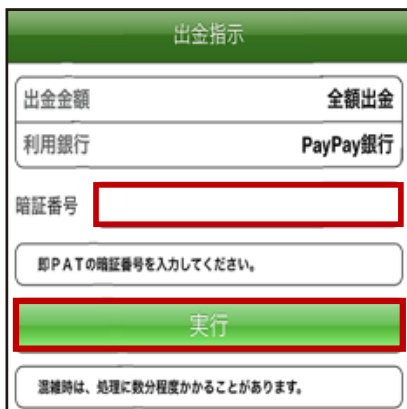 出金指示
出金金額 全額出金
利用銀行 PayPay銀行
暗証番号
即PATの暗証番号を入力してください。
実行
混雑時は、処理に数分程度かかることがあります。